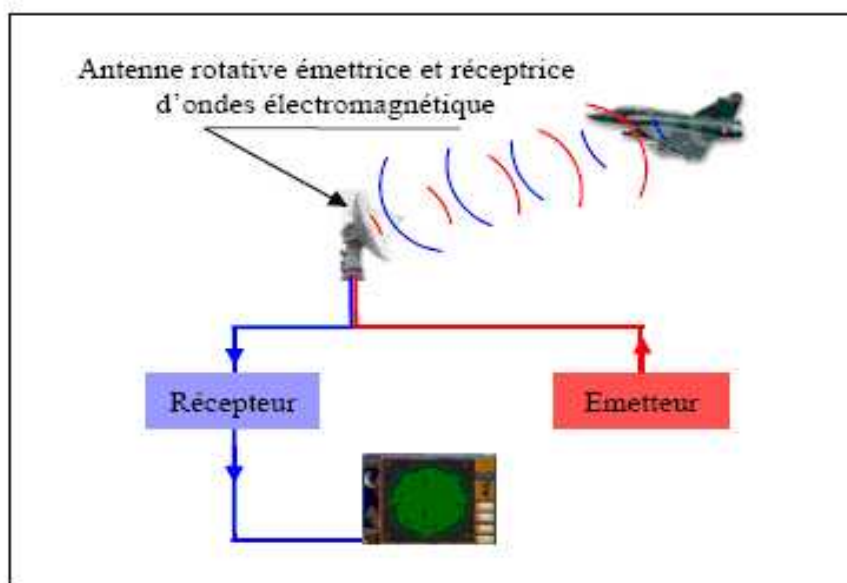 Antenne rotative émettrice et réceptrice
d’ondes électromagnétique
Récepteur
Emetteur